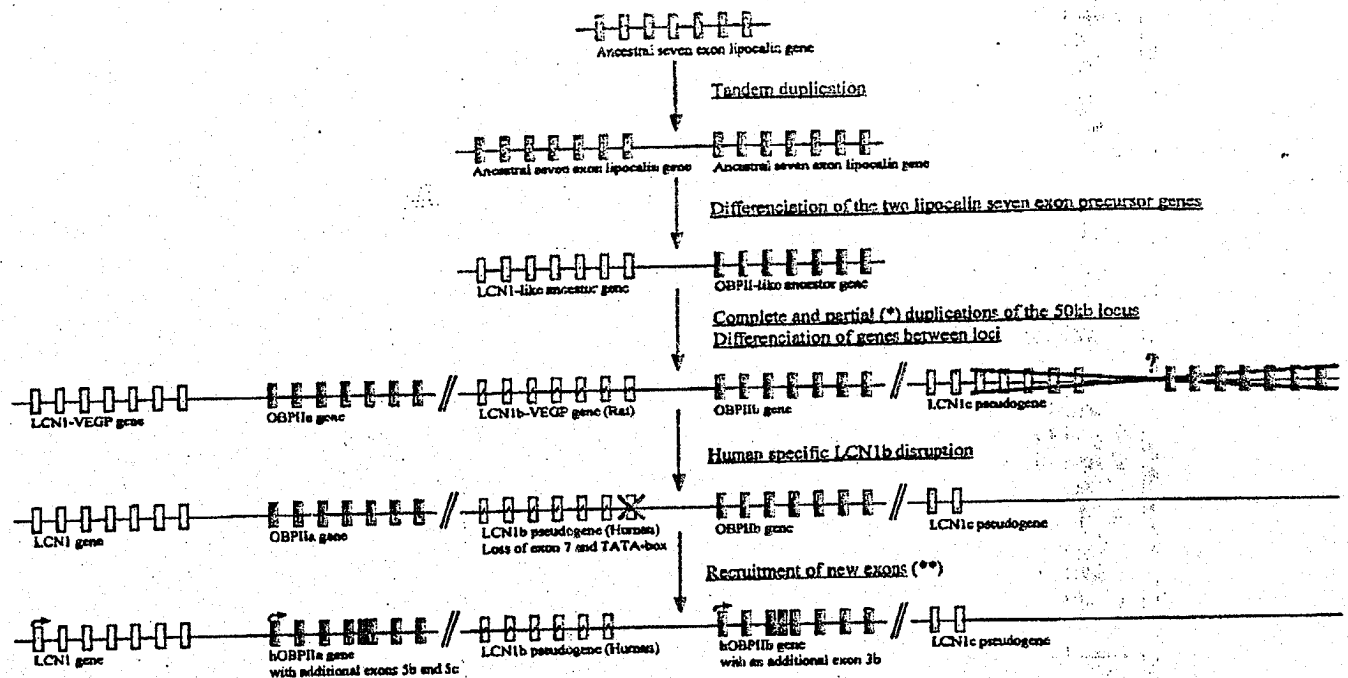 Ancestral seven exon lipocalin gene
Tandem duplication
Ancestral seven exon lipocalin gene
Ancestral seven exon lipocalin gene
Differenciation of the two lipocalin seven exon precursor genes
LCN1-like ancestor gene
OBPII-like ancestor gene
Complete and partial (*) duplications of the 50kb locus
Differenciation of genes between loci
?
LCN1-VEGP gene
OBPIIa gene
LCN1b-VEGP gene (Rat)
OBPIIb gene
LCN1c pseudogene
Human specific LCN1b disruption
LCN1 gene
OBPIIa gene
LCN1b pseudogene (Human)
Loss of exon 7 and TATA-box
OBPIIb gene
LCN1c pseudogene
Recruitment of new exons (**)
LCN1 gene
hOBPIIa gene
with additional exons 5b and 5c
LCN1b pseudogene (Human)
hOBPIIb gene
with an additional exon 3b
LCN1c pseudogene